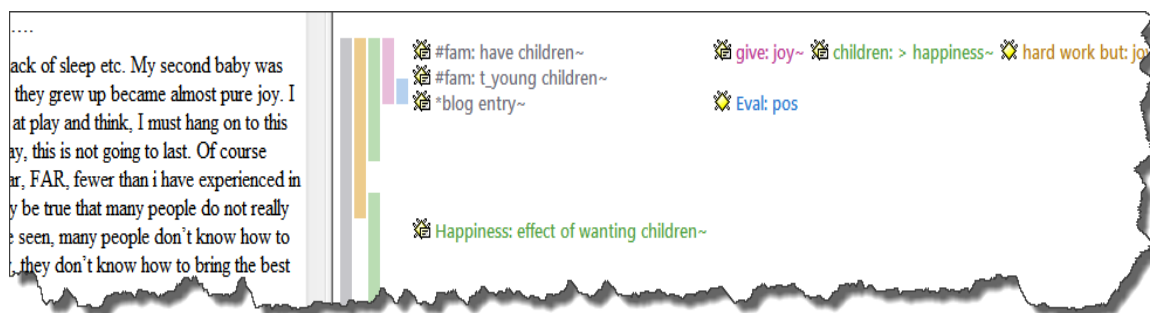 ....
ack of sleep etc. My second baby was
they grew up became almost pure joy. I
at play and think, I must hang on to this
ay, this is not going to last. Of course
ar, FAR, fewer than i have experienced in
y be true that many people do not really
e seen, many people don't know how to
, they don't know how to bring the best
#fam: have children~ give: joy~ children: > happiness~ hard work but: jo
#fam: t_young children~
*blog entry~ Eval: pos
Happiness: effect of wanting children~